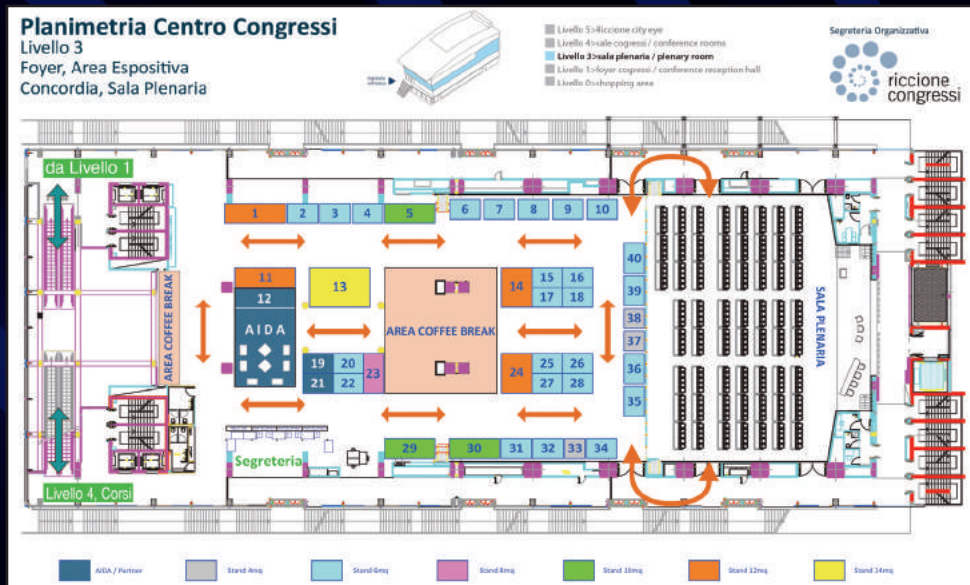 Planimetria Centro Congressi
Livello 3
Foyer, Area Espositiva
Concordia, Sala Plenaria
Livello 5>Riccione city eye
Livello 4>sale cogressi / conference rooms
Livello 3>sala plenaria / plenary room
Livello 1>foyer cogressi / conference reception hall
Livello 0>shopping area
Segreteria Organizzativa
riccione
congressi
da Livello 1
1 2 3 4 5 6 7 8 9 10
AREA COFFEE BREAK
11
12
AIDA
13
AREA COFFEE BREAK
14 15 16
17 18
19 20
21 22
23
24 25 26
27 28
40
39
38
37
36
35
SALA PLENARIA
Segreteria
29 30 31 32 33 34
Livello 4, Corsi
AIDA / Partner
Stand 4mq
Stand 6mq
Stand 8mq
Stand 10mq
Stand 12mq
Stand 14mq